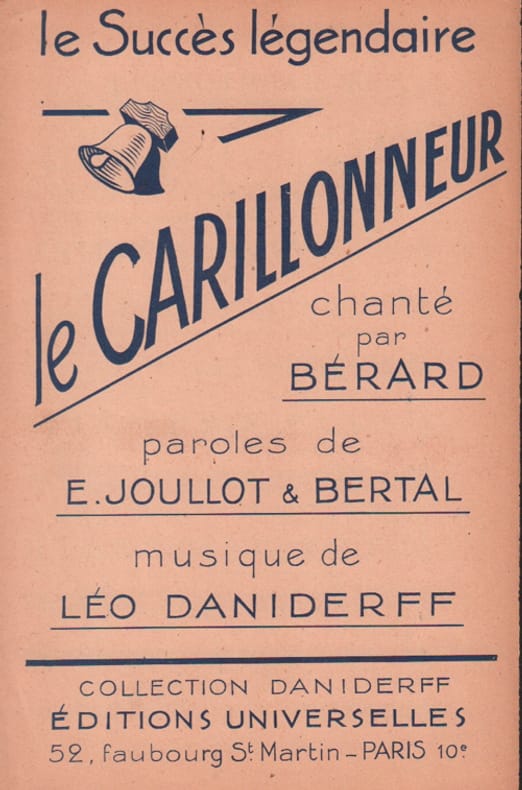 le Succès légendaire
le CARILLONNEUR
chanté
par
BÉRARD
paroles de
E. JOULLOT & BERTAL
musique de
LÉO DANIDERFF
COLLECTION DANIDERFF
ÉDITIONS UNIVERSELLES
52, faubourg St Martin - PARIS 10e